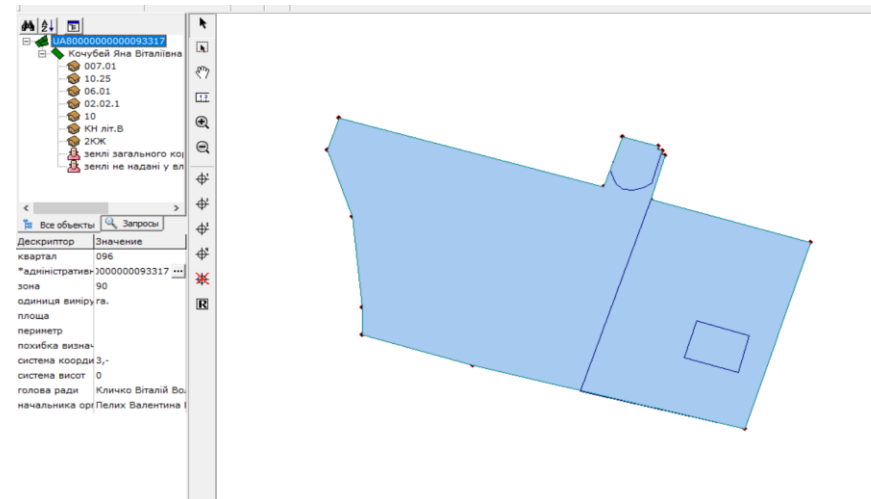 UA80000000000093317
Кочубей Яна Віталіївна
007.01
10.25
06.01
02.02.1
10
КН літ.В
2КЖ
землі загального кор
землі не надані у вл
Все объекты Запросы
Дескриптор Значение
квартал 096
*адміністративн 0000000093317 ...
зона 90
одиниця виміру га.
площа
периметр
похибка визнач
система коорди 3,-
система висот 0
голова ради Кличко Віталій Во.
начальника орг Пелих Валентина
R